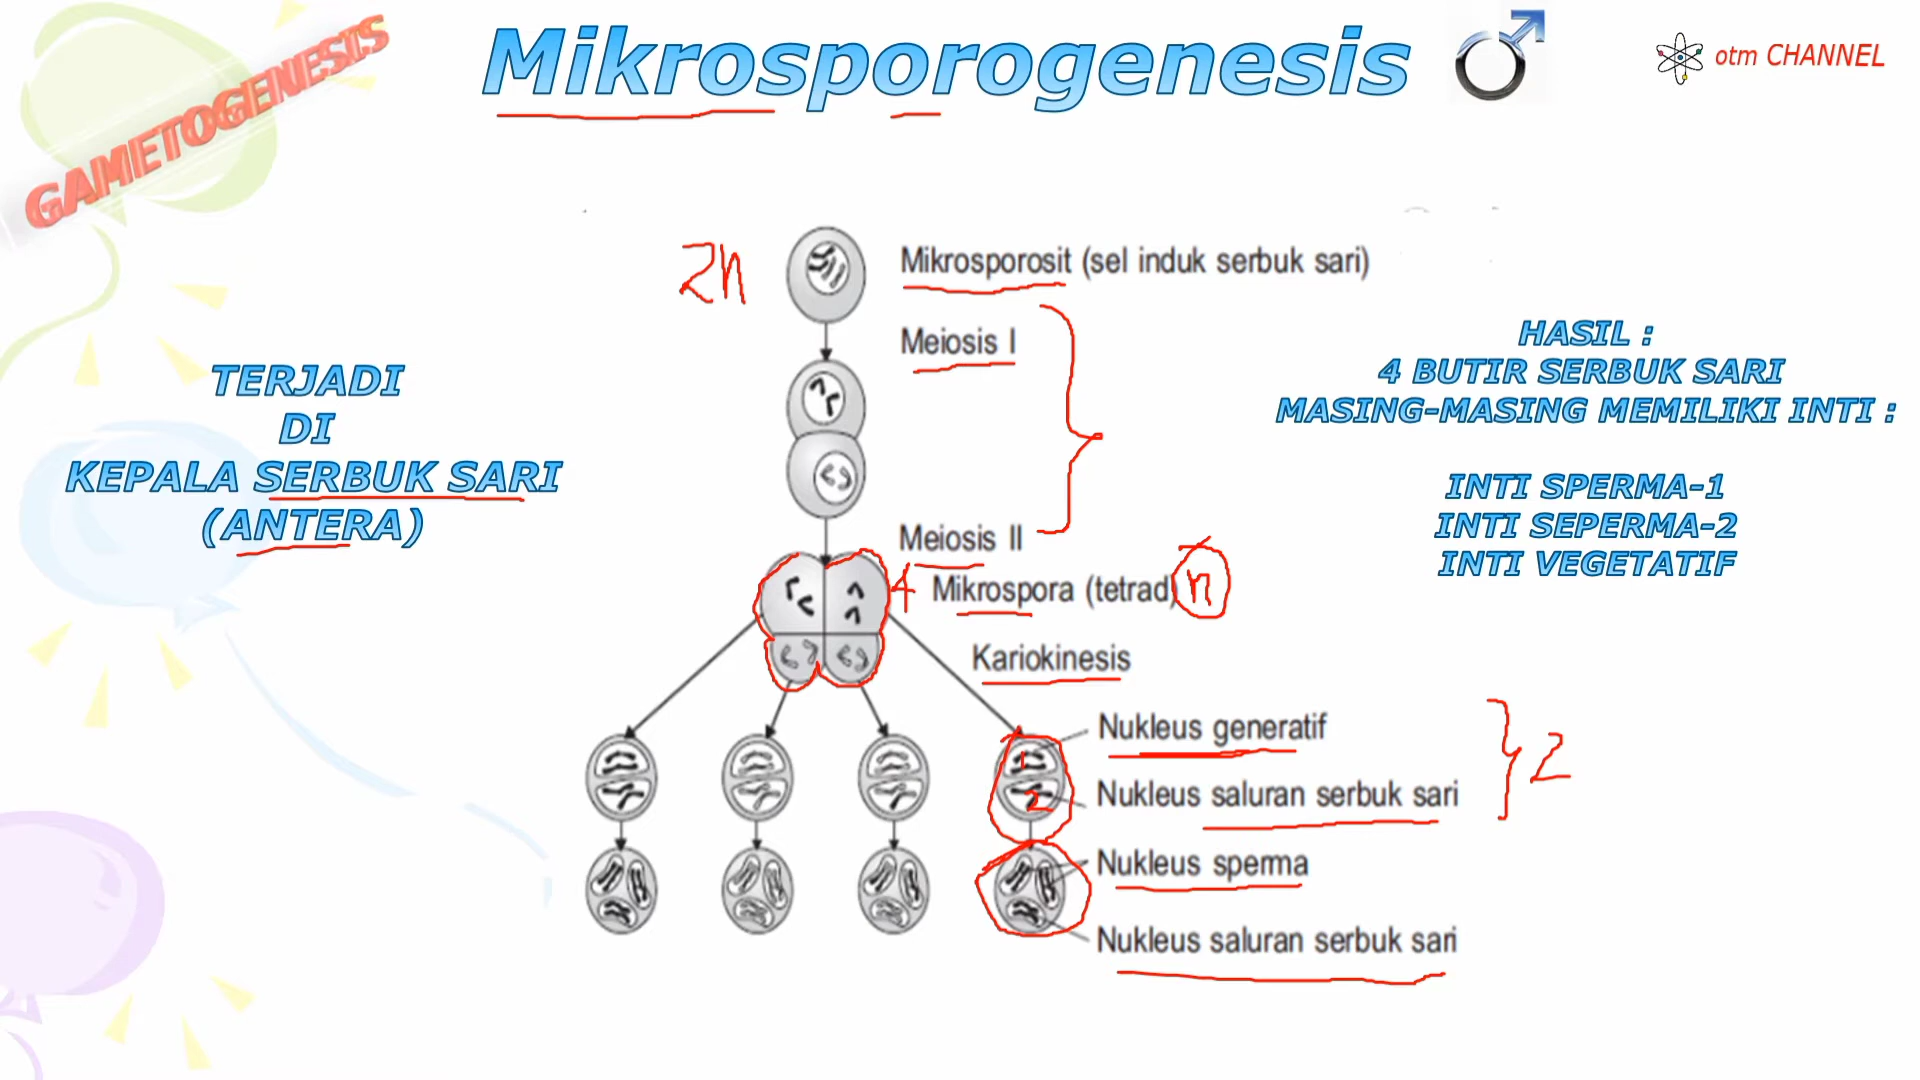 GAMETOGENESIS
Mikrosporogenesis
otm CHANNEL
2n
Mikrosporosit (sel induk serbuk sari)
Meiosis I
Meiosis II
4 Mikrospora (tetrad) n
Kariokinesis
Nukleus generatif
Nukleus saluran serbuk sari
2
1
2
Nukleus sperma
Nukleus saluran serbuk sari
TERJADI
DI
KEPALA SERBUK SARI
(ANTERA)
HASIL :
4 BUTIR SERBUK SARI
MASING-MASING MEMILIKI INTI :
INTI SPERMA-1
INTI SEPERMA-2
INTI VEGETATIF